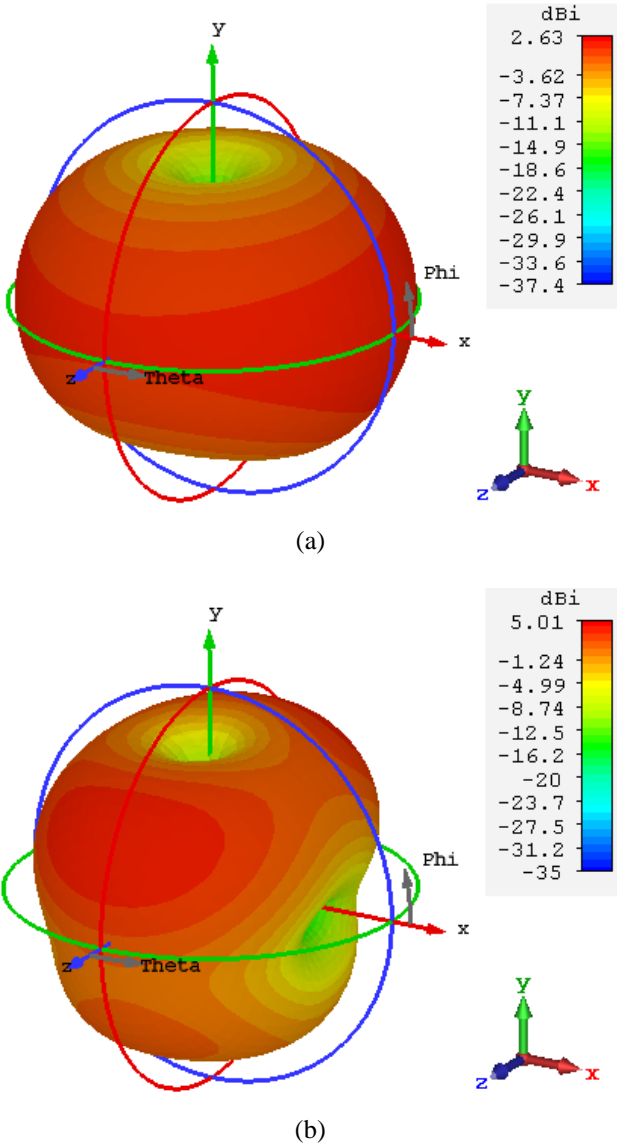 dBi
2.63
-3.62
-7.37
-11.1
-14.9
-18.6
-22.4
-26.1
-29.9
-33.6
-37.4
y
Phi
x
z
Theta
y
z
x
(a)
dBi
5.01
-1.24
-4.99
-8.74
-12.5
-16.2
-20
-23.7
-27.5
-31.2
-35
y
Phi
x
z
Theta
y
z
x
(b)